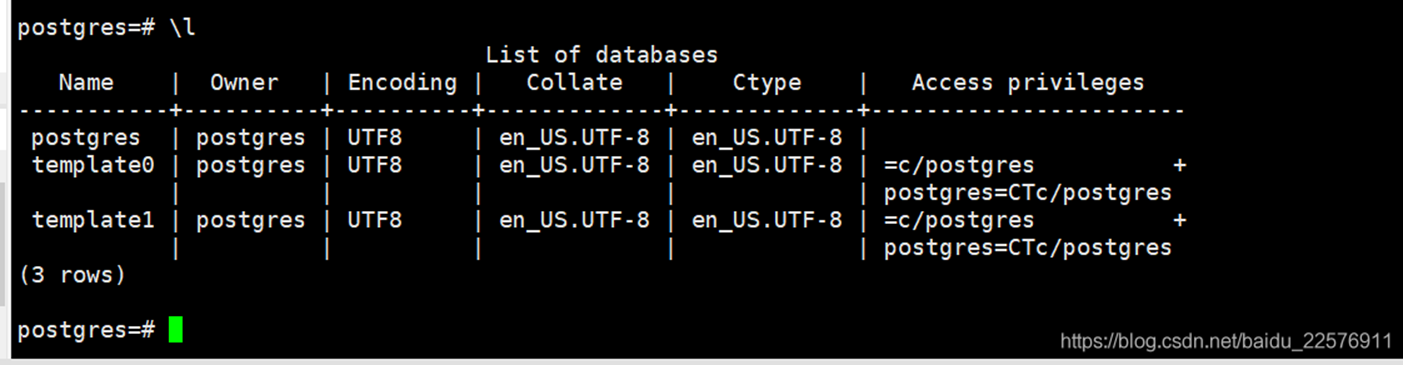 postgres=# \l
                                  List of databases
   Name    |  Owner   | Encoding |   Collate   |    Ctype    |   Access privileges
-----------+----------+----------+-------------+-------------+-----------------------
 postgres  | postgres | UTF8     | en_US.UTF-8 | en_US.UTF-8 |
 template0 | postgres | UTF8     | en_US.UTF-8 | en_US.UTF-8 | =c/postgres          +
           |          |          |             |             | postgres=CTc/postgres
 template1 | postgres | UTF8     | en_US.UTF-8 | en_US.UTF-8 | =c/postgres          +
           |          |          |             |             | postgres=CTc/postgres
(3 rows)
postgres=#
https://blog.csdn.net/baidu_22576911